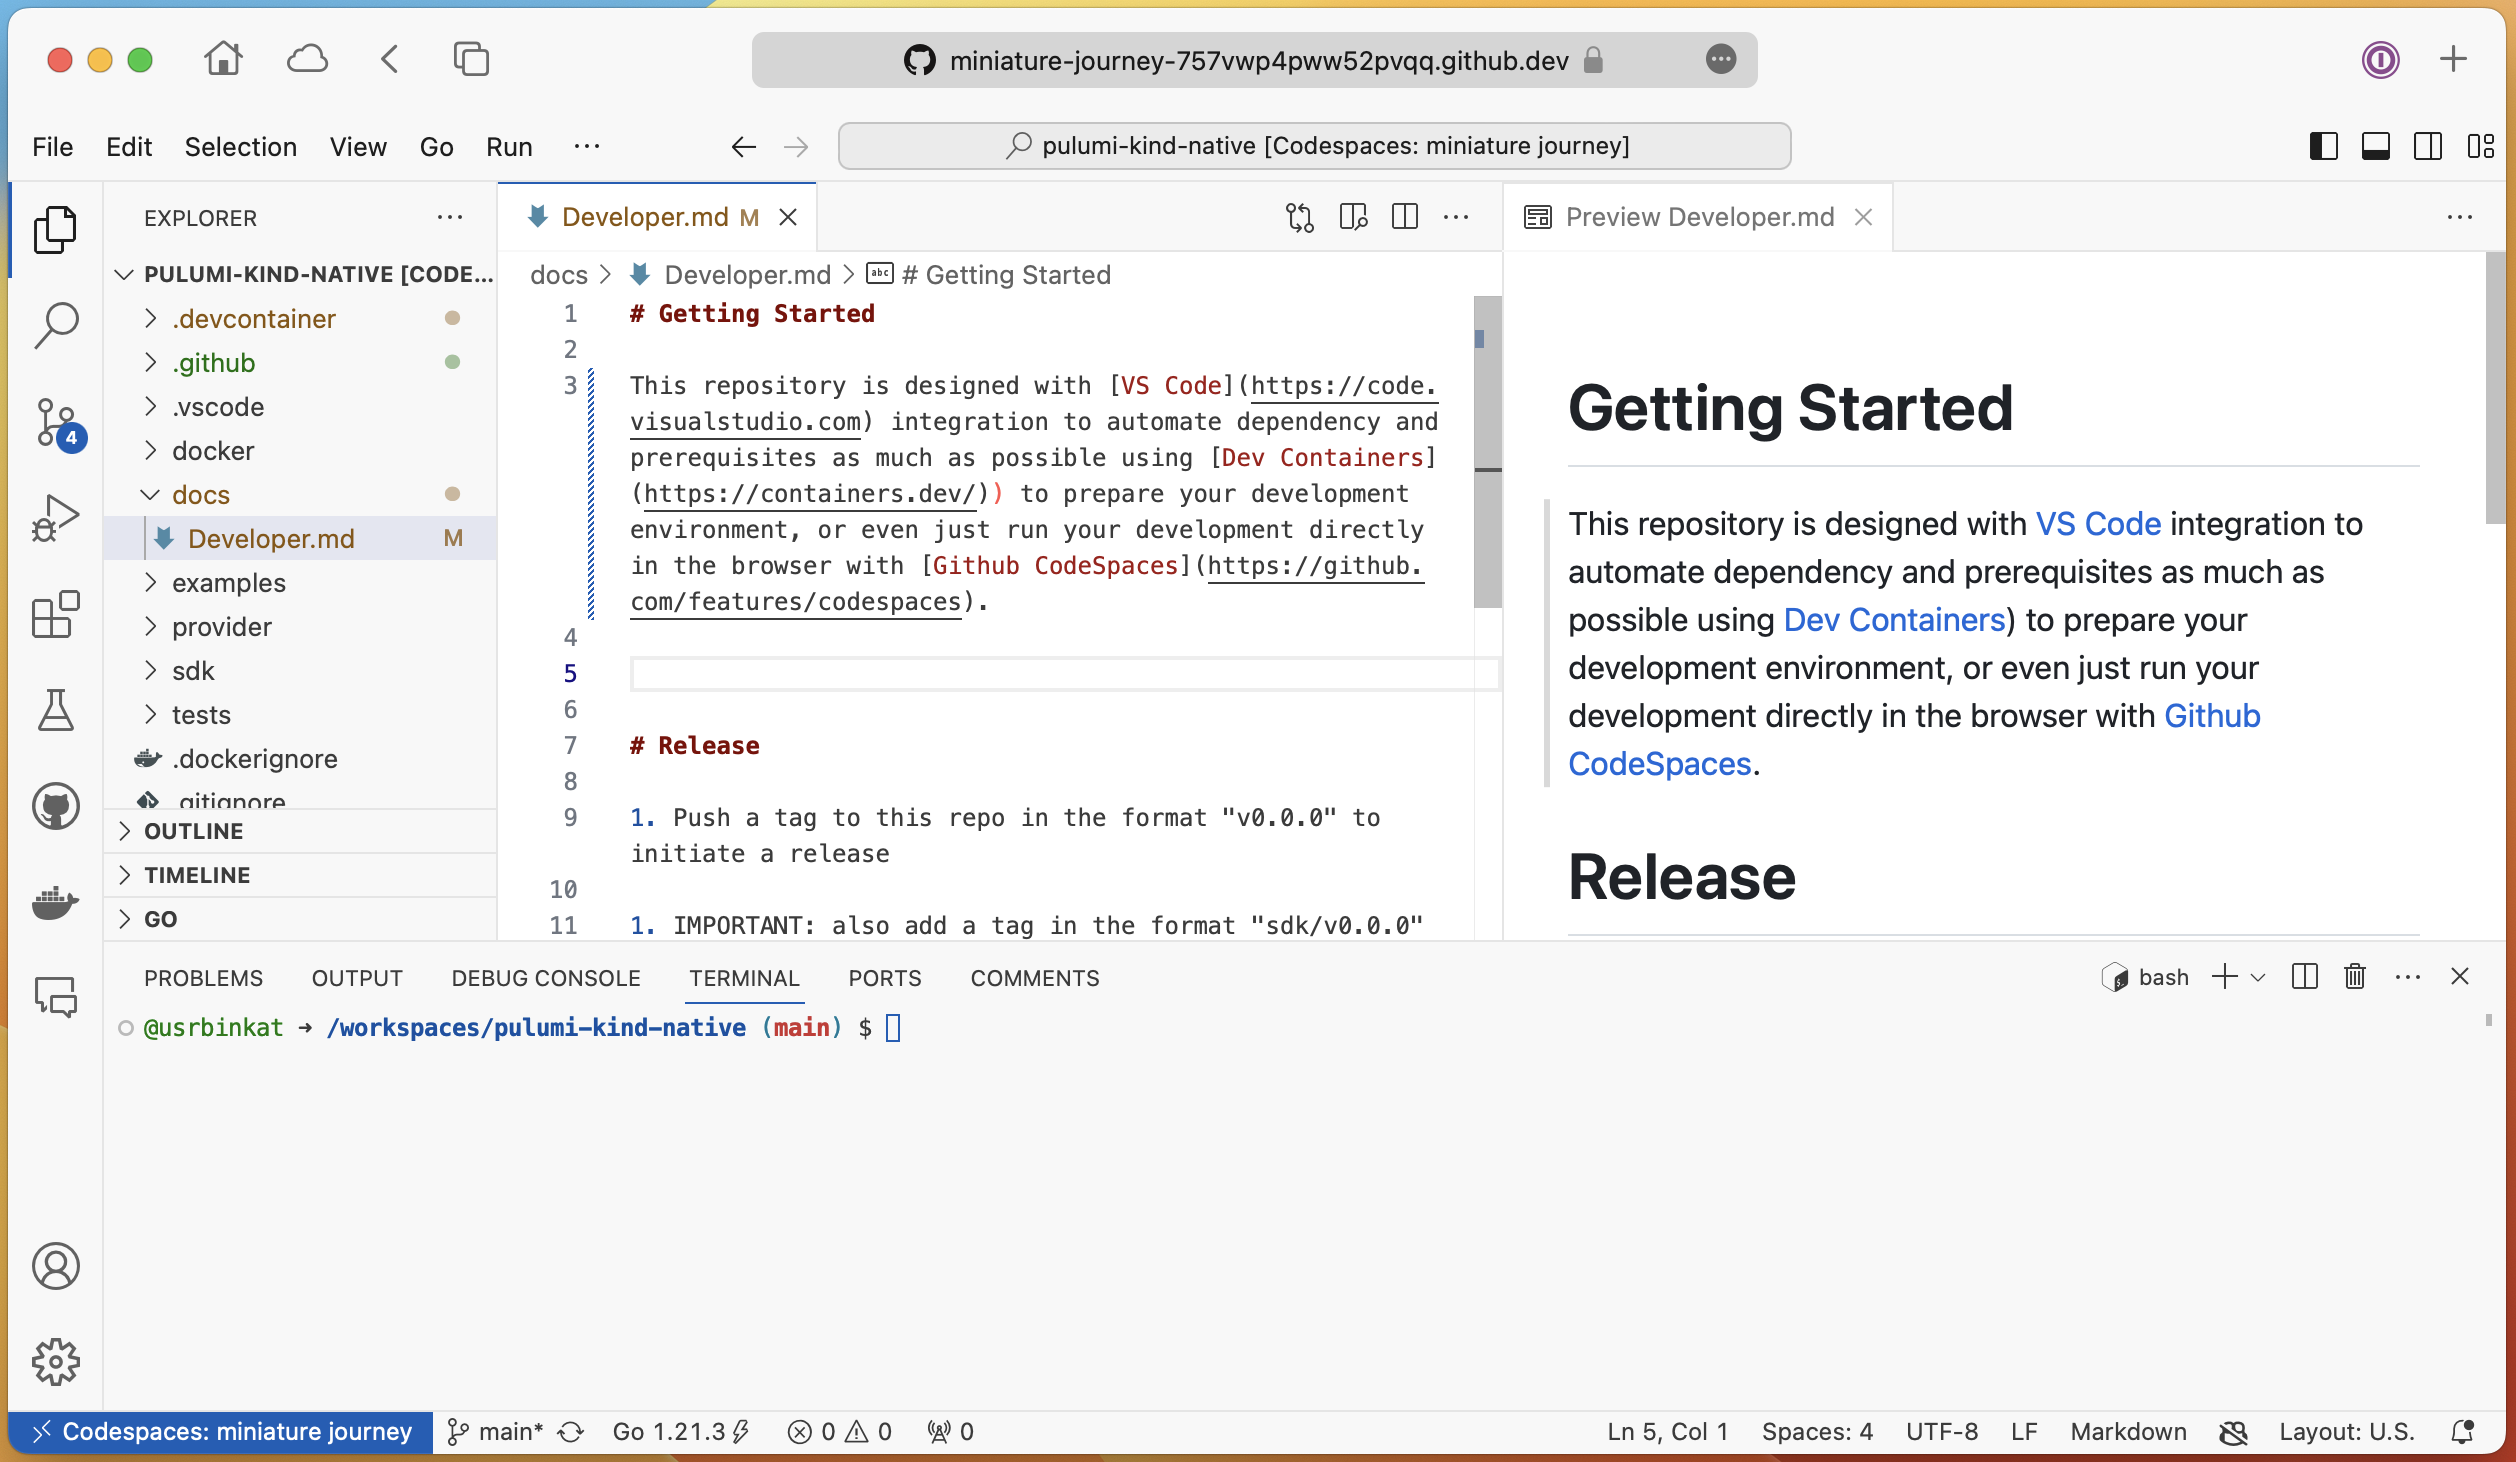 miniature-journey-757vwp4pww52pvqq.github.dev
File Edit Selection View Go Run ···
pulumi-kind-native [Codespaces: miniature journey]
EXPLORER
PULUMI-KIND-NATIVE [CODE...
.devcontainer
.github
.vscode
docker
docs
Developer.md M
examples
provider
sdk
tests
.dockerignore
.gitignore
OUTLINE
TIMELINE
GO
4
Developer.md M
docs > Developer.md > abc # Getting Started
1 # Getting Started
2
3 This repository is designed with [VS Code](https://code.
visualstudio.com) integration to automate dependency and
prerequisites as much as possible using [Dev Containers]
(https://containers.dev/)) to prepare your development
environment, or even just run your development directly
in the browser with [Github CodeSpaces](https://github.
com/features/codespaces).
4
5
6
7 # Release
8
9 1. Push a tag to this repo in the format "v0.0.0" to
initiate a release
10
11 1. IMPORTANT: also add a tag in the format "sdk/v0.0.0"
Preview Developer.md
Getting Started
This repository is designed with VS Code integration to
automate dependency and prerequisites as much as
possible using Dev Containers) to prepare your
development environment, or even just run your
development directly in the browser with Github
CodeSpaces.
Release
PROBLEMS OUTPUT DEBUG CONSOLE TERMINAL PORTS COMMENTS
bash
@usrbinkat → /workspaces/pulumi-kind-native (main) $
Codespaces: miniature journey main* Go 1.21.3 0 0 0
Ln 5, Col 1 Spaces: 4 UTF-8 LF Markdown Layout: U.S.